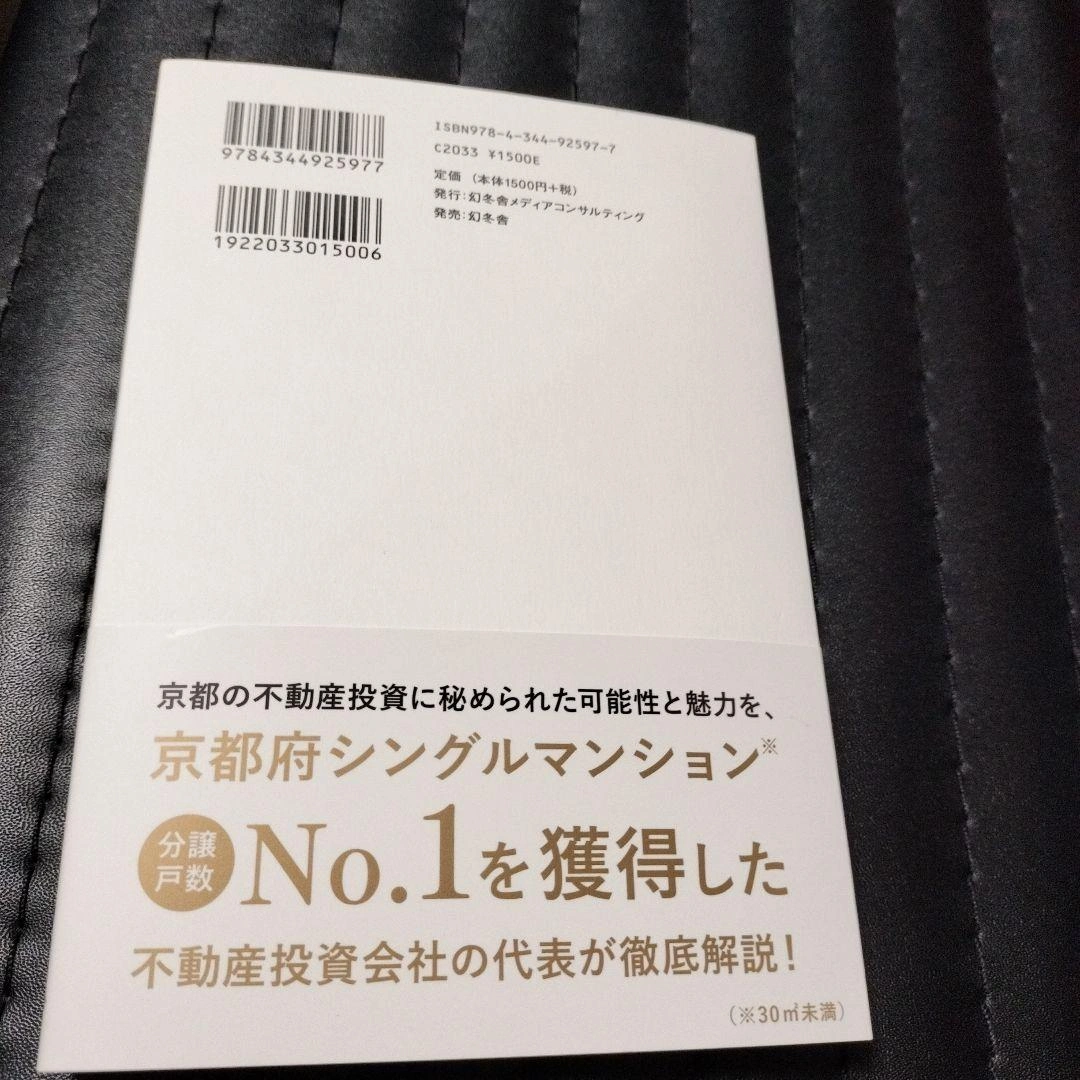 9784344925977
1922033015006
ISBN978-4-344-92597-7
C2033 ¥1500E
定価（本体1500円+税）
発行：幻冬舎メディアコンサルティング
発売：幻冬舎
京都の不動産投資に秘められた可能性と魅力を、
京都府シングルマンション※
分譲
戸数
No.1を獲得した
不動産投資会社の代表が徹底解説！
（※30㎡未満）